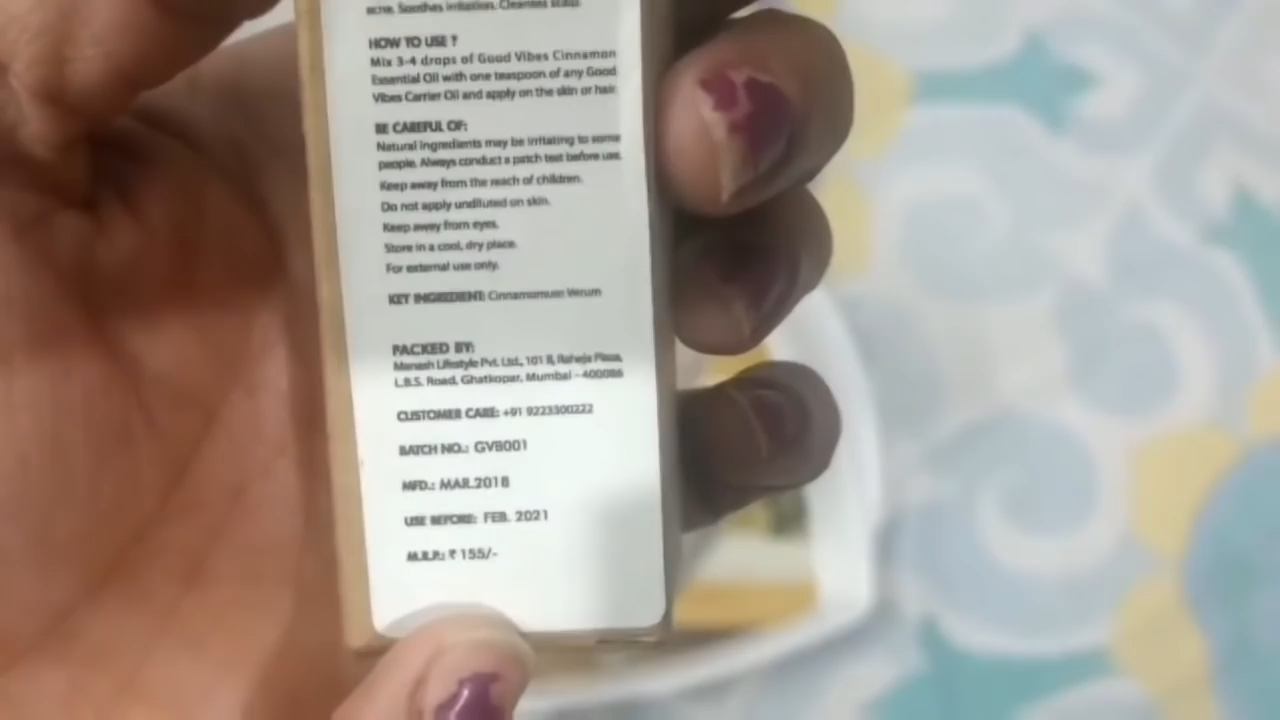 acne. Soothes irritation. Cleanses scalp.
HOW TO USE ?
Mix 3-4 drops of Good Vibes Cinnamon
Essential Oil with one teaspoon of any Good
Vibes Carrier Oil and apply on the skin or hair.
BE CAREFUL OF:
Natural ingredients may be irritating to some
people. Always conduct a patch test before use.
Keep away from the reach of children.
Do not apply undiluted on skin.
Keep away from eyes.
Store in a cool, dry place.
For external use only.
KEY INGREDIENT: Cinnamomum Verum
PACKED BY:
Manash Lifestyle Pvt. Ltd., 101 B, Raheja Plaza,
L.B.S. Road, Ghatkopar, Mumbai - 400086
CUSTOMER CARE: +91 9223300222
BATCH NO.: GVB001
MFD.: MAR.2018
USE BEFORE: FEB. 2021
M.R.P.: ₹ 155/-